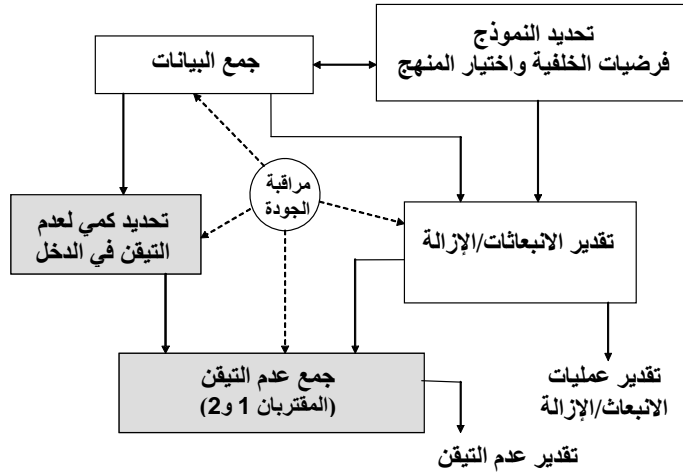 تحديد النموذج
فرضيات الخلفية واختيار المنهج
جمع البيانات
مراقبة
الجودة
تحديد كمي لعدم
التيقن في الدخل
تقدير الانبعاثات/الإزالة
جمع عدم التيقن
(المقتربان 1 و2)
تقدير عمليات
الانبعاث/الإزالة
تقدير عدم التيقن